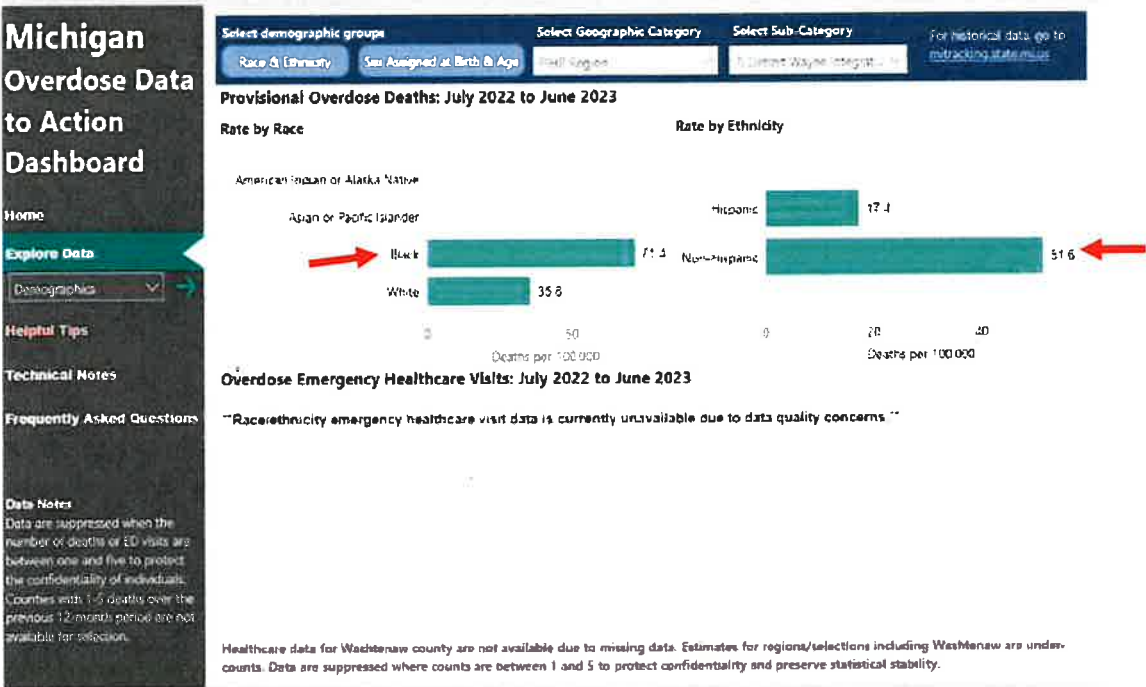 Michigan
Overdose Data
to Action
Dashboard
Home
Explore Data
Demographics
Helpful Tips
Technical Notes
Frequently Asked Questions
Data Notes
Data are suppressed when the
number of deaths or ED visits are
between one and five to protect
the confidentiality of individuals.
Counties with 1-5 deaths over the
previous 12-month period are not
available for selection.
Select demographic groups
Race & Ethnicity
Sex Assigned at Birth & Age
Select Geographic Category
PIHP Region
Select Sub-Category
Detroit Wayne Integrat...
For historical data, go to
mitracking.state.mi.us
Provisional Overdose Deaths: July 2022 to June 2023
Rate by Race
American Indian or Alaska Native
Asian or Pacific Islander
Black
White 35.8
0 50
Deaths per 100,000
Rate by Ethnicity
Hispanic 17.4
Non-Hispanic 51.6
0 20 40
Deaths per 100,000
Overdose Emergency Healthcare Visits: July 2022 to June 2023
**Race/ethnicity emergency healthcare visit data is currently unavailable due to data quality concerns.**
Healthcare data for Washtenaw county are not available due to missing data. Estimates for regions/selections including Washtenaw are under-
counts. Data are suppressed where counts are between 1 and 5 to protect confidentiality and preserve statistical stability.